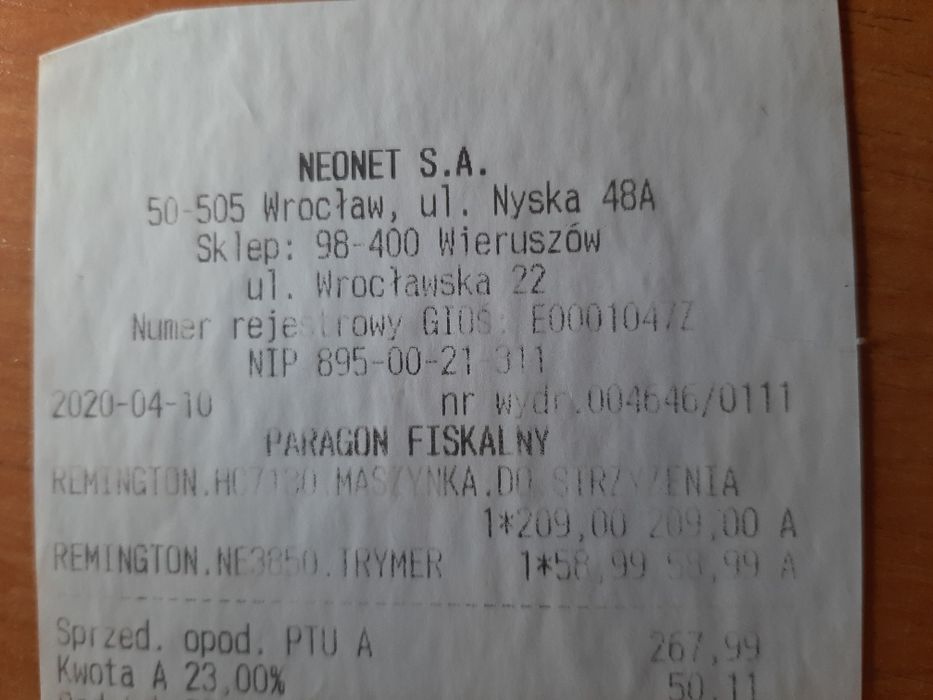 NEONET S.A.
50-505 Wrocław, ul. Nyska 48A
Sklep: 98-400 Wieruszów
ul. Wrocławska 22
Numer rejestrowy GIOŚ: E0001047Z
NIP 895-00-21-311
2020-04-10 nr wydr.004646/0111
PARAGON FISKALNY
REMINGTON.HC7130.MASZYNKA.DO.STRZYŻENIA
1*209,00 209,00 A
REMINGTON.NE3850.TRYMER 1*58,99 58,99 A
Sprzed. opod. PTU A 267,99
Kwota A 23,00% 50,11